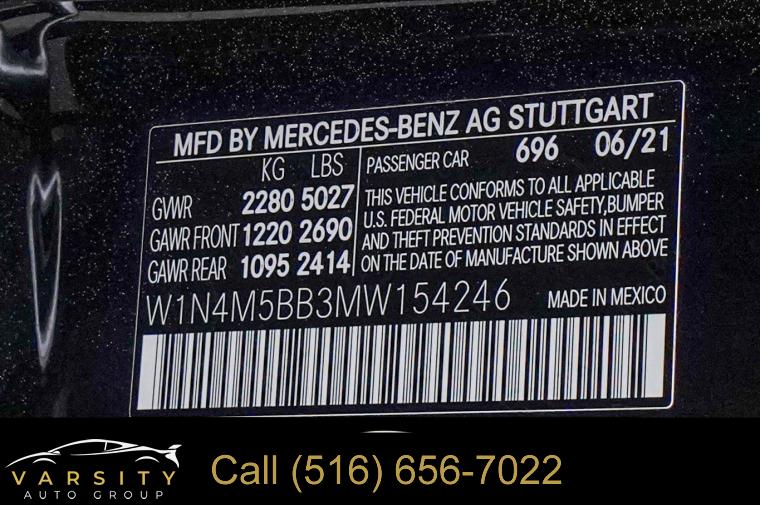 MFD BY MERCEDES-BENZ AG STUTTGART
KG LBS
GVWR 2280 5027
GAWR FRONT 1220 2690
GAWR REAR 1095 2414
PASSENGER CAR 696 06/21
THIS VEHICLE CONFORMS TO ALL APPLICABLE
U.S. FEDERAL MOTOR VEHICLE SAFETY,BUMPER
AND THEFT PREVENTION STANDARDS IN EFFECT
ON THE DATE OF MANUFACTURE SHOWN ABOVE
W1N4M5BB3MW154246 MADE IN MEXICO
VARSITY
AUTO GROUP
Call (516) 656-7022